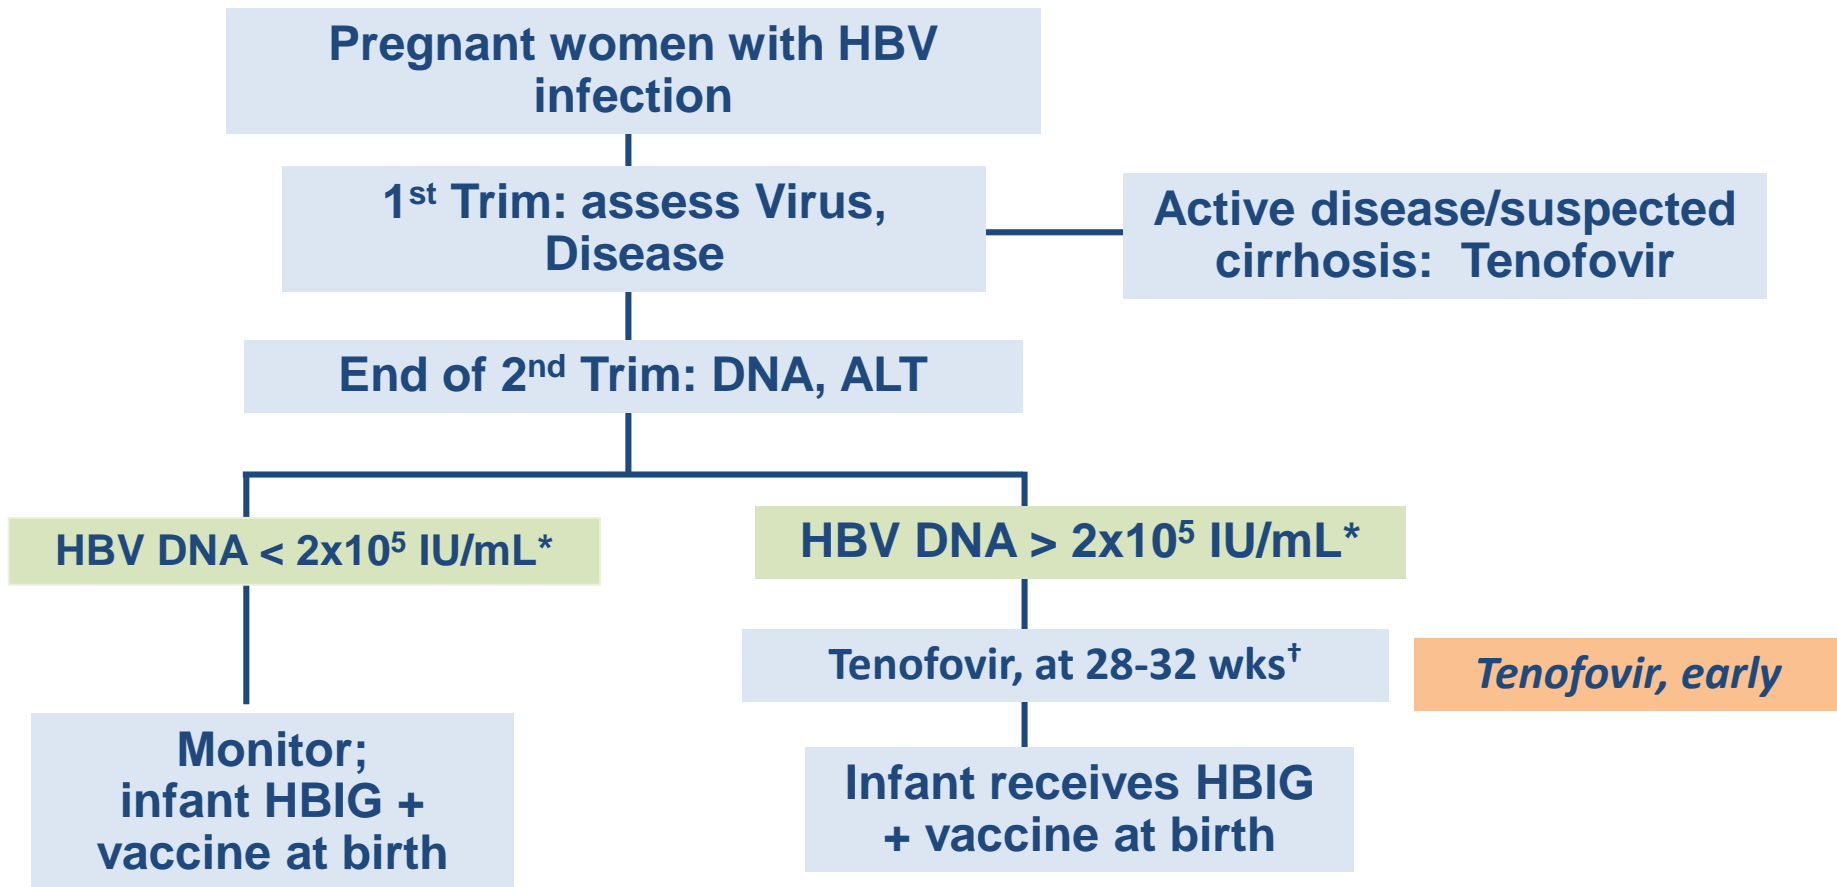 Pregnant women with HBV
infection
1st Trim: assess Virus,
Disease
Active disease/suspected
cirrhosis: Tenofovir
End of 2nd Trim: DNA, ALT
HBV DNA < 2x10⁵ IU/mL*
HBV DNA > 2x10⁵ IU/mL*
Tenofovir, at 28-32 wks†
Tenofovir, early
Monitor;
infant HBIG +
vaccine at birth
Infant receives HBIG
+ vaccine at birth